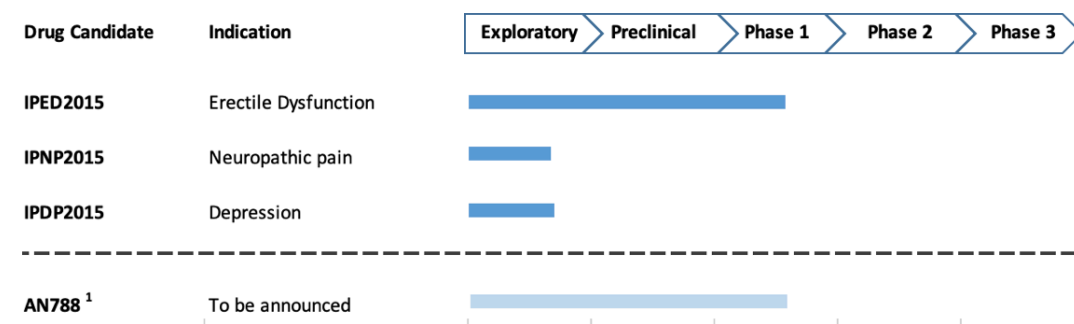 Drug Candidate Indication Exploratory Preclinical Phase 1 Phase 2 Phase 3
IPED2015 Erectile Dysfunction
IPNP2015 Neuropathic pain
IPDP2015 Depression
AN788 1 To be announced